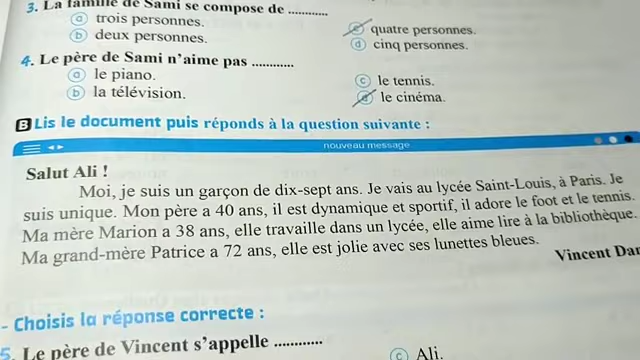 3. La famille de Sami se compose de ............
a trois personnes.
b deux personnes.
c quatre personnes.
d cinq personnes.
4. Le père de Sami n'aime pas ............
a le piano.
b la télévision.
c le tennis.
d le cinéma.
B Lis le document puis réponds à la question suivante :
nouveau message
Salut Ali !
Moi, je suis un garçon de dix-sept ans. Je vais au lycée Saint-Louis, à Paris. Je
suis unique. Mon père a 40 ans, il est dynamique et sportif, il adore le foot et le tennis.
Ma mère Marion a 38 ans, elle travaille dans un lycée, elle aime lire à la bibliothèque.
Ma grand-mère Patrice a 72 ans, elle est jolie avec ses lunettes bleues.
Vincent Dar
- Choisis la réponse correcte :
5. Le père de Vincent s'appelle ............
c Ali.